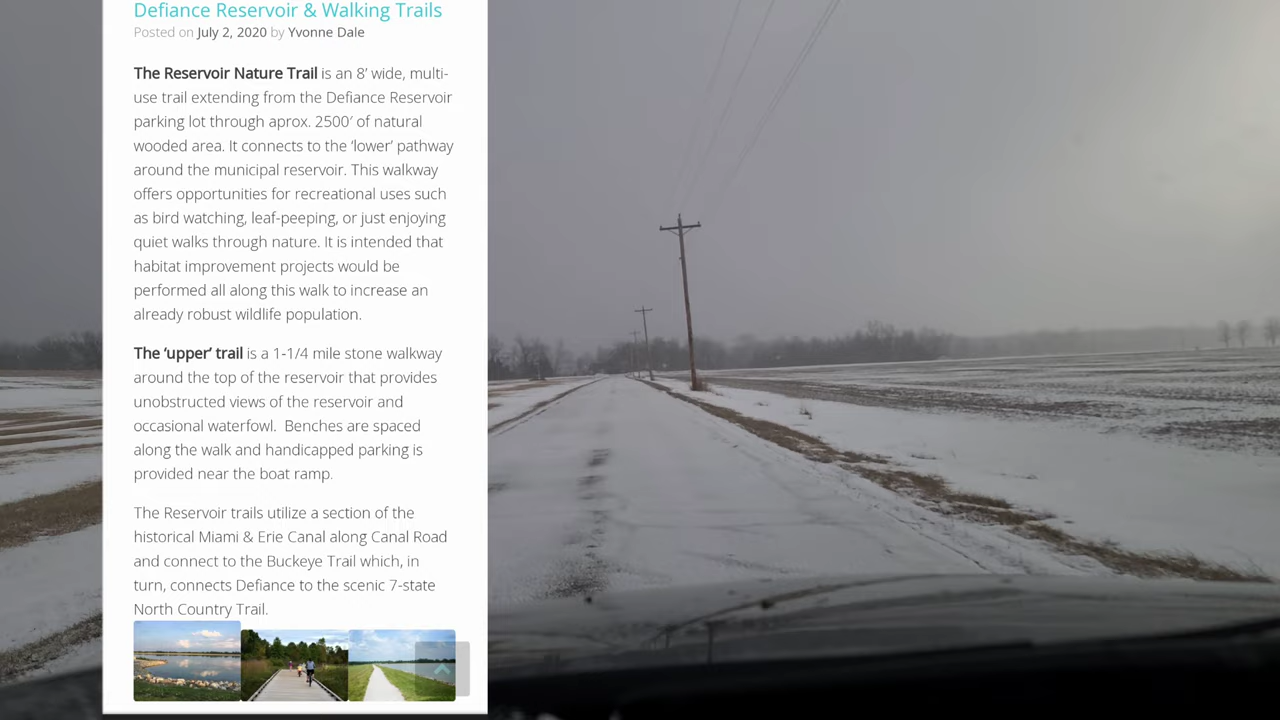 Defiance Reservoir & Walking Trails
Posted on July 2, 2020 by Yvonne Dale
The Reservoir Nature Trail is an 8′ wide, multi-
use trail extending from the Defiance Reservoir
parking lot through aprox. 2500′ of natural
wooded area. It connects to the ‘lower’ pathway
around the municipal reservoir. This walkway
offers opportunities for recreational uses such
as bird watching, leaf-peeping, or just enjoying
quiet walks through nature. It is intended that
habitat improvement projects would be
performed all along this walk to increase an
already robust wildlife population.
The ‘upper’ trail is a 1-1/4 mile stone walkway
around the top of the reservoir that provides
unobstructed views of the reservoir and
occasional waterfowl.  Benches are spaced
along the walk and handicapped parking is
provided near the boat ramp.
The Reservoir trails utilize a section of the
historical Miami & Erie Canal along Canal Road
and connect to the Buckeye Trail which, in
turn, connects Defiance to the scenic 7-state
North Country Trail.